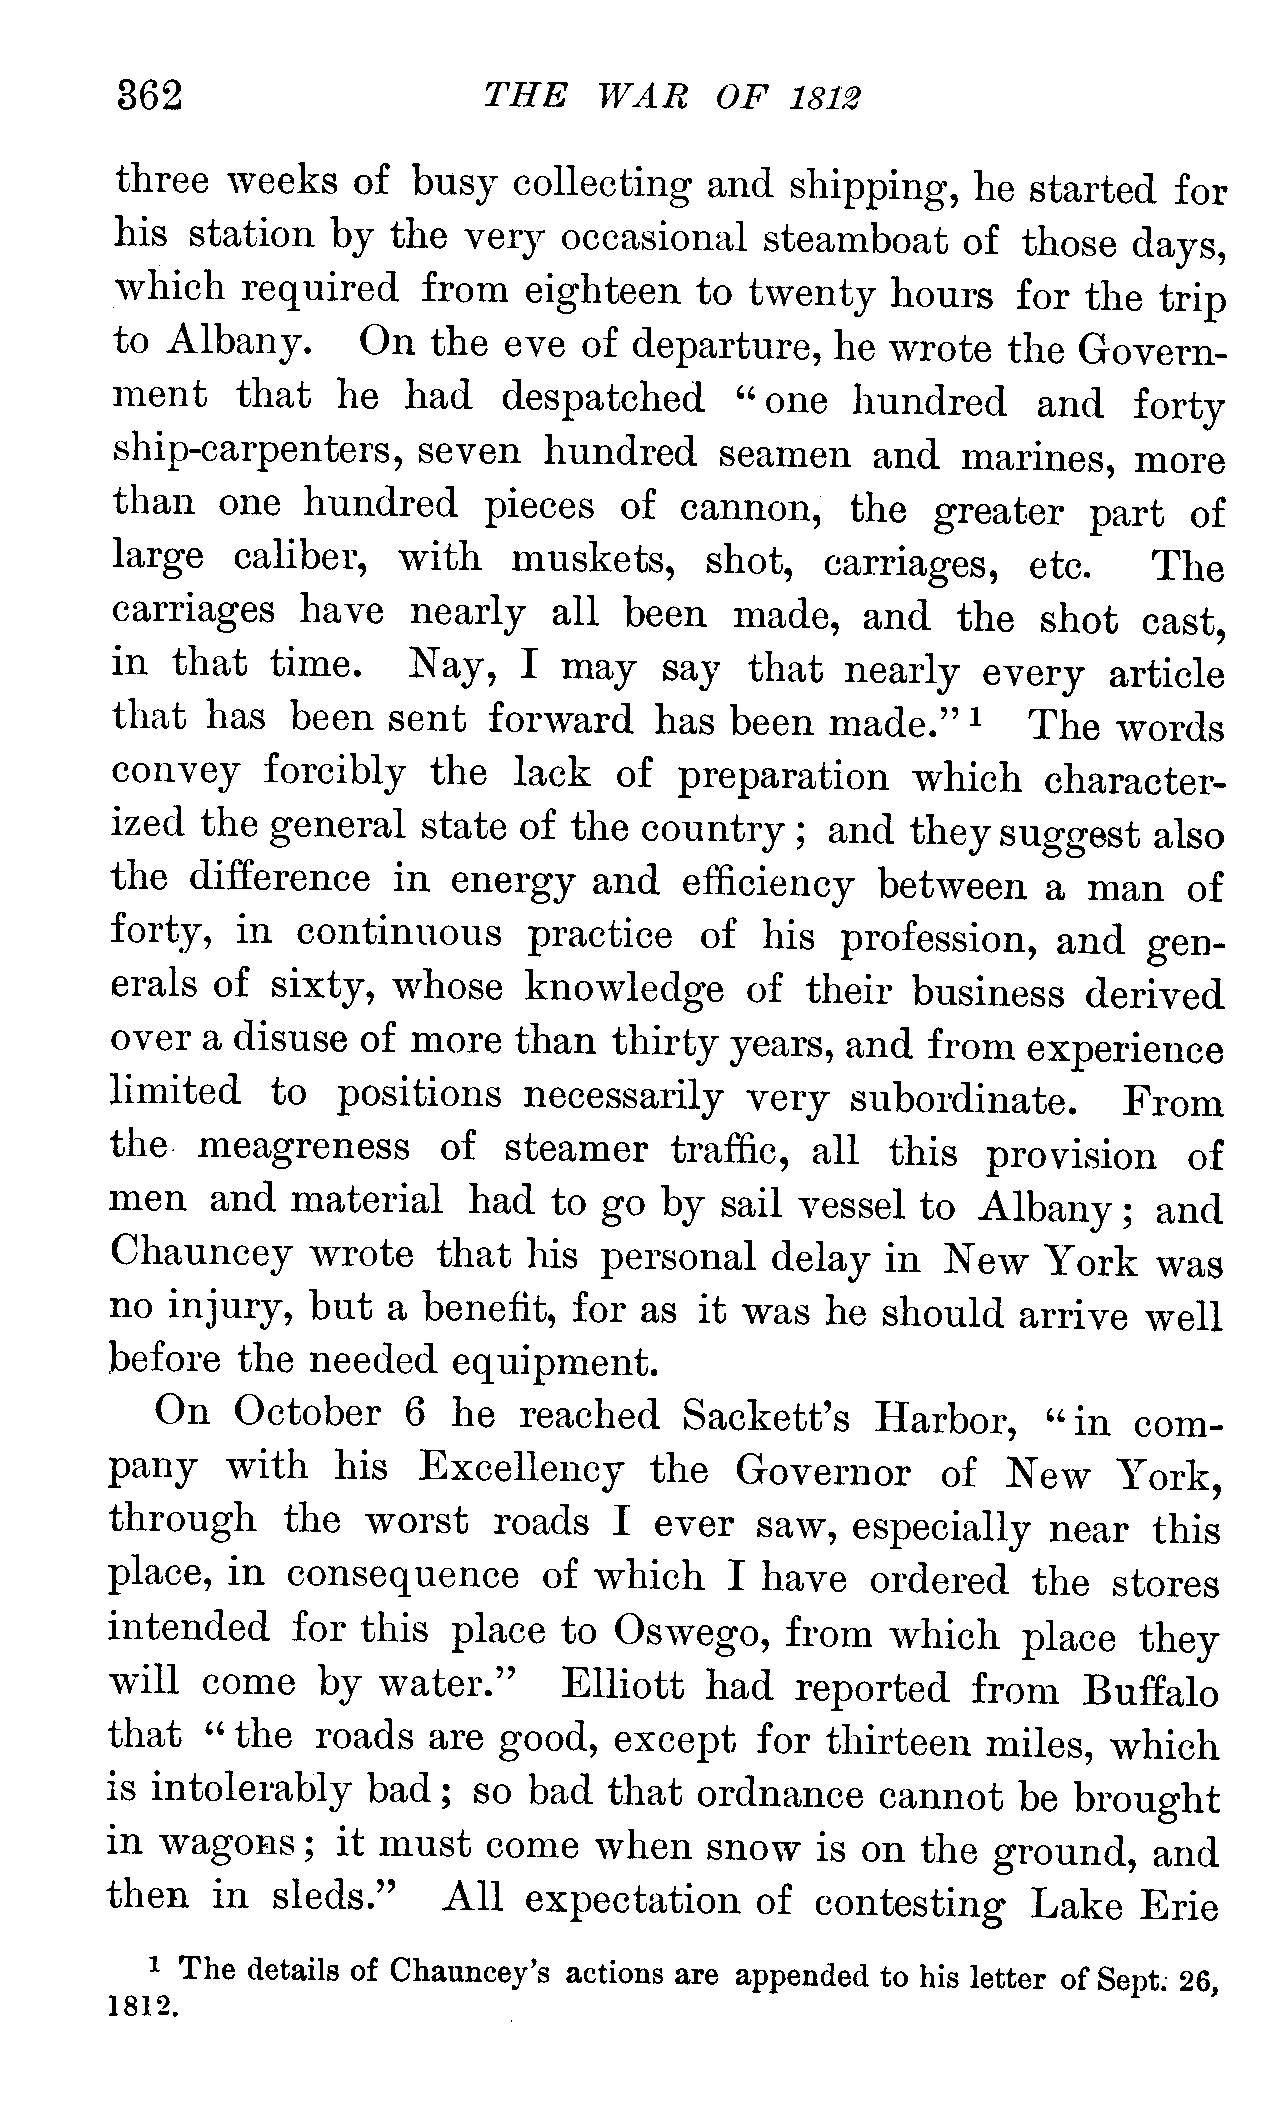 362 THE WAR OF 1812
three weeks of busy collecting and shipping, he started for
his station by the very occasional steamboat of those days,
which required from eighteen to twenty hours for the trip
to Albany. On the eve of departure, he wrote the Govern-
ment that he had despatched “one hundred and forty
ship-carpenters, seven hundred seamen and marines, more
than one hundred pieces of cannon, the greater part of
large caliber, with muskets, shot, carriages, etc. The
carriages have nearly all been made, and the shot cast,
in that time. Nay, I may say that nearly every article
that has been sent forward has been made.” 1 The words
convey forcibly the lack of preparation which character-
ized the general state of the country; and they suggest also
the difference in energy and efficiency between a man of
forty, in continuous practice of his profession, and gen-
erals of sixty, whose knowledge of their business derived
over a disuse of more than thirty years, and from experience
limited to positions necessarily very subordinate. From
the meagreness of steamer traffic, all this provision of
men and material had to go by sail vessel to Albany; and
Chauncey wrote that his personal delay in New York was
no injury, but a benefit, for as it was he should arrive well
before the needed equipment.
On October 6 he reached Sackett’s Harbor, “in com-
pany with his Excellency the Governor of New York,
through the worst roads I ever saw, especially near this
place, in consequence of which I have ordered the stores
intended for this place to Oswego, from which place they
will come by water.” Elliott had reported from Buffalo
that “the roads are good, except for thirteen miles, which
is intolerably bad; so bad that ordnance cannot be brought
in wagons; it must come when snow is on the ground, and
then in sleds.” All expectation of contesting Lake Erie
1 The details of Chauncey’s actions are appended to his letter of Sept. 26,
1812.